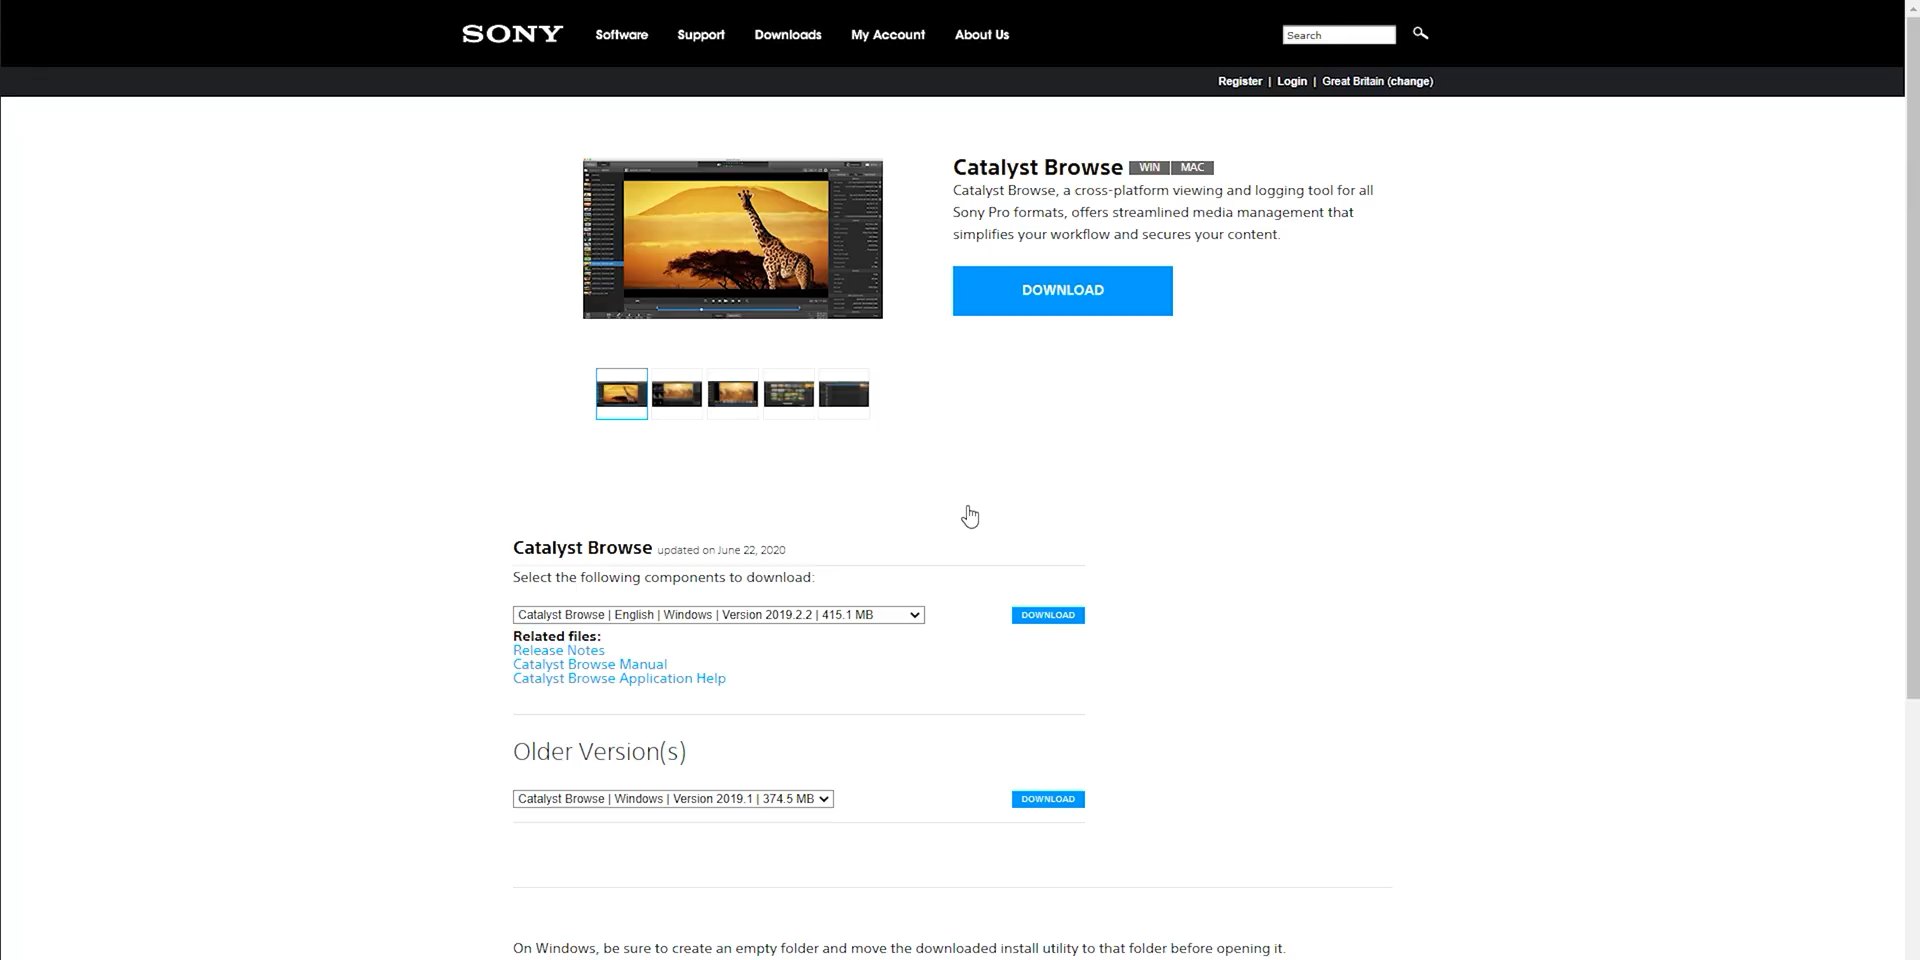 SONY
Software Support Downloads My Account About Us
Search
Register | Login | Great Britain (change)
Catalyst Browse WIN MAC
Catalyst Browse, a cross-platform viewing and logging tool for all
Sony Pro formats, offers streamlined media management that
simplifies your workflow and secures your content.
DOWNLOAD
Catalyst Browse updated on June 22, 2020
Select the following components to download:
Catalyst Browse | English | Windows | Version 2019.2.2 | 415.1 MB
DOWNLOAD
Related files:
Release Notes
Catalyst Browse Manual
Catalyst Browse Application Help
Older Version(s)
Catalyst Browse | Windows | Version 2019.1 | 374.5 MB
DOWNLOAD
On Windows, be sure to create an empty folder and move the downloaded install utility to that folder before opening it.